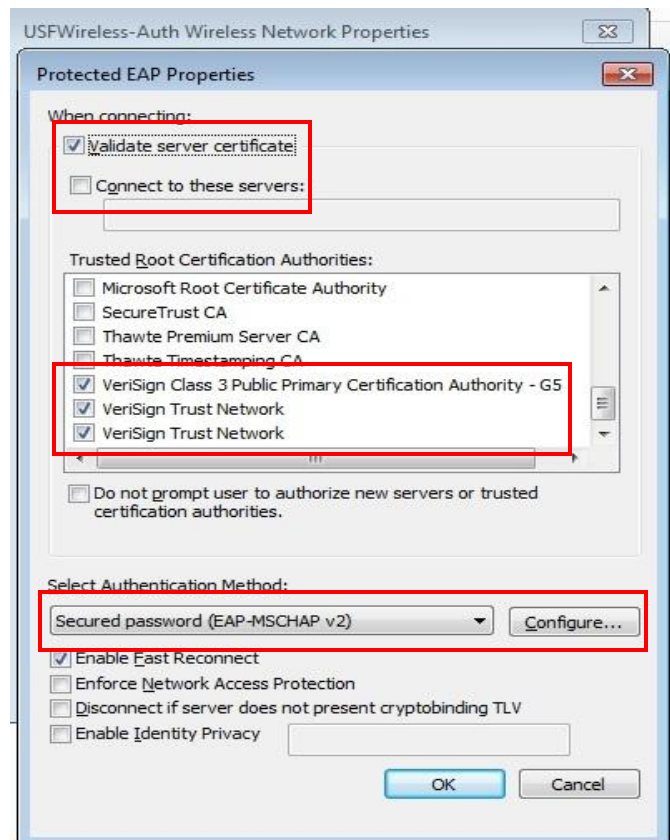 USFWireless-Auth Wireless Network Properties
Protected EAP Properties
When connecting:
Validate server certificate
Connect to these servers:
Trusted Root Certification Authorities:
Microsoft Root Certificate Authority
SecureTrust CA
Thawte Premium Server CA
Thawte Timestamping CA
VeriSign Class 3 Public Primary Certification Authority - G5
VeriSign Trust Network
VeriSign Trust Network
Do not prompt user to authorize new servers or trusted
certification authorities.
Select Authentication Method:
Secured password (EAP-MSCHAP v2) Configure...
Enable Fast Reconnect
Enforce Network Access Protection
Disconnect if server does not present cryptobinding TLV
Enable Identity Privacy
OK Cancel